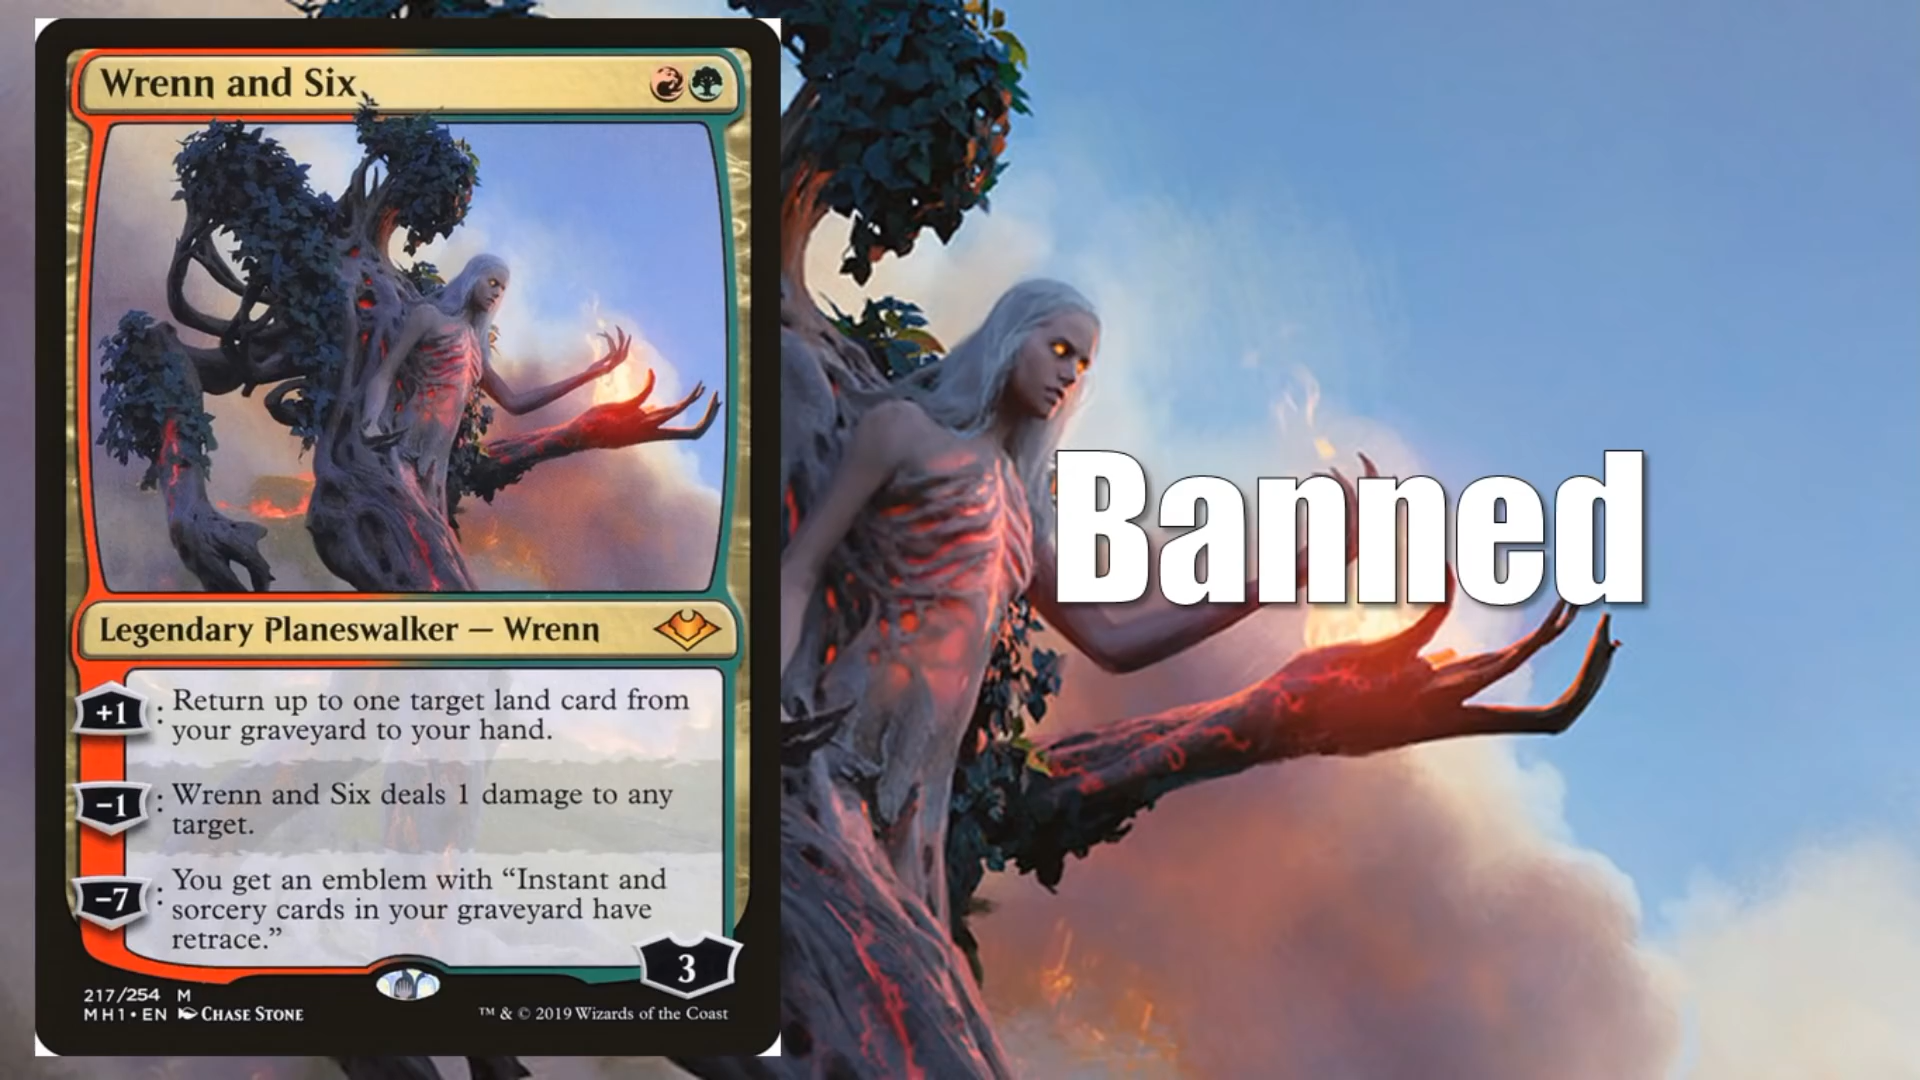 Wrenn and Six
Legendary Planeswalker — Wrenn
+1 : Return up to one target land card from
your graveyard to your hand.
−1 : Wrenn and Six deals 1 damage to any
target.
−7 : You get an emblem with “Instant and
sorcery cards in your graveyard have
retrace.”
3
217/254 M
MH1 • EN CHASE STONE
™ & © 2019 Wizards of the Coast
Banned